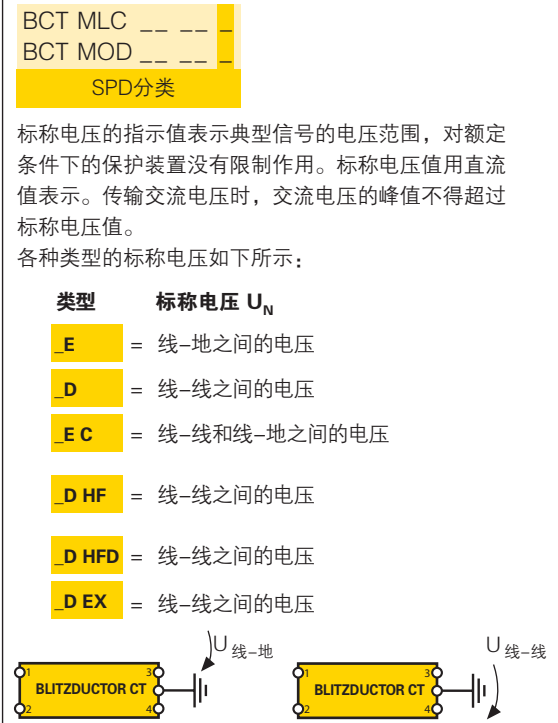 BCT MLC __ __ _
BCT MOD __ __ _
SPD分类
标称电压的指示值表示典型信号的电压范围，对额定
条件下的保护装置没有限制作用。标称电压值用直流
值表示。传输交流电压时，交流电压的峰值不得超过
标称电压值。
各种类型的标称电压如下所示：
类型 标称电压 UN
_E = 线–地之间的电压
_D = 线–线之间的电压
_E C = 线–线和线–地之间的电压
_D HF = 线–线之间的电压
_D HFD = 线–线之间的电压
_D EX = 线–线之间的电压
U 线–地 U 线–线
1 3 1 3
BLITZDUCTOR CT BLITZDUCTOR CT
2 4 2 4